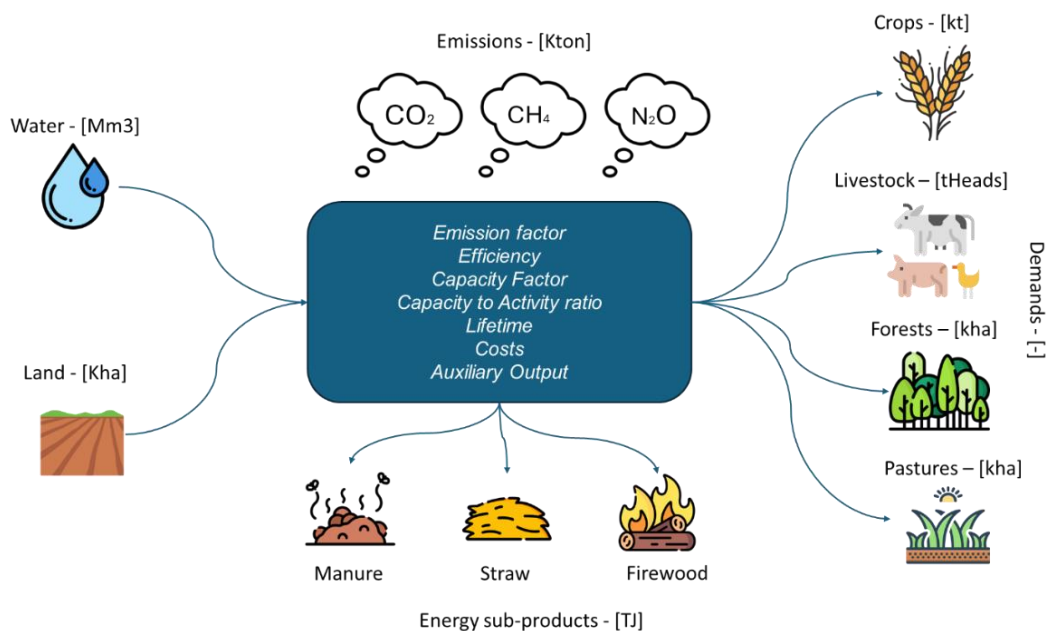 Emissions - [Kton]
CO₂
CH₄
N₂O
Water - [Mm3]
Land - [Kha]
Emission factor
Efficiency
Capacity Factor
Capacity to Activity ratio
Lifetime
Costs
Auxiliary Output
Crops - [kt]
Livestock – [tHeads]
Forests – [kha]
Pastures – [kha]
Demands - [-]
Manure
Straw
Firewood
Energy sub-products - [TJ]